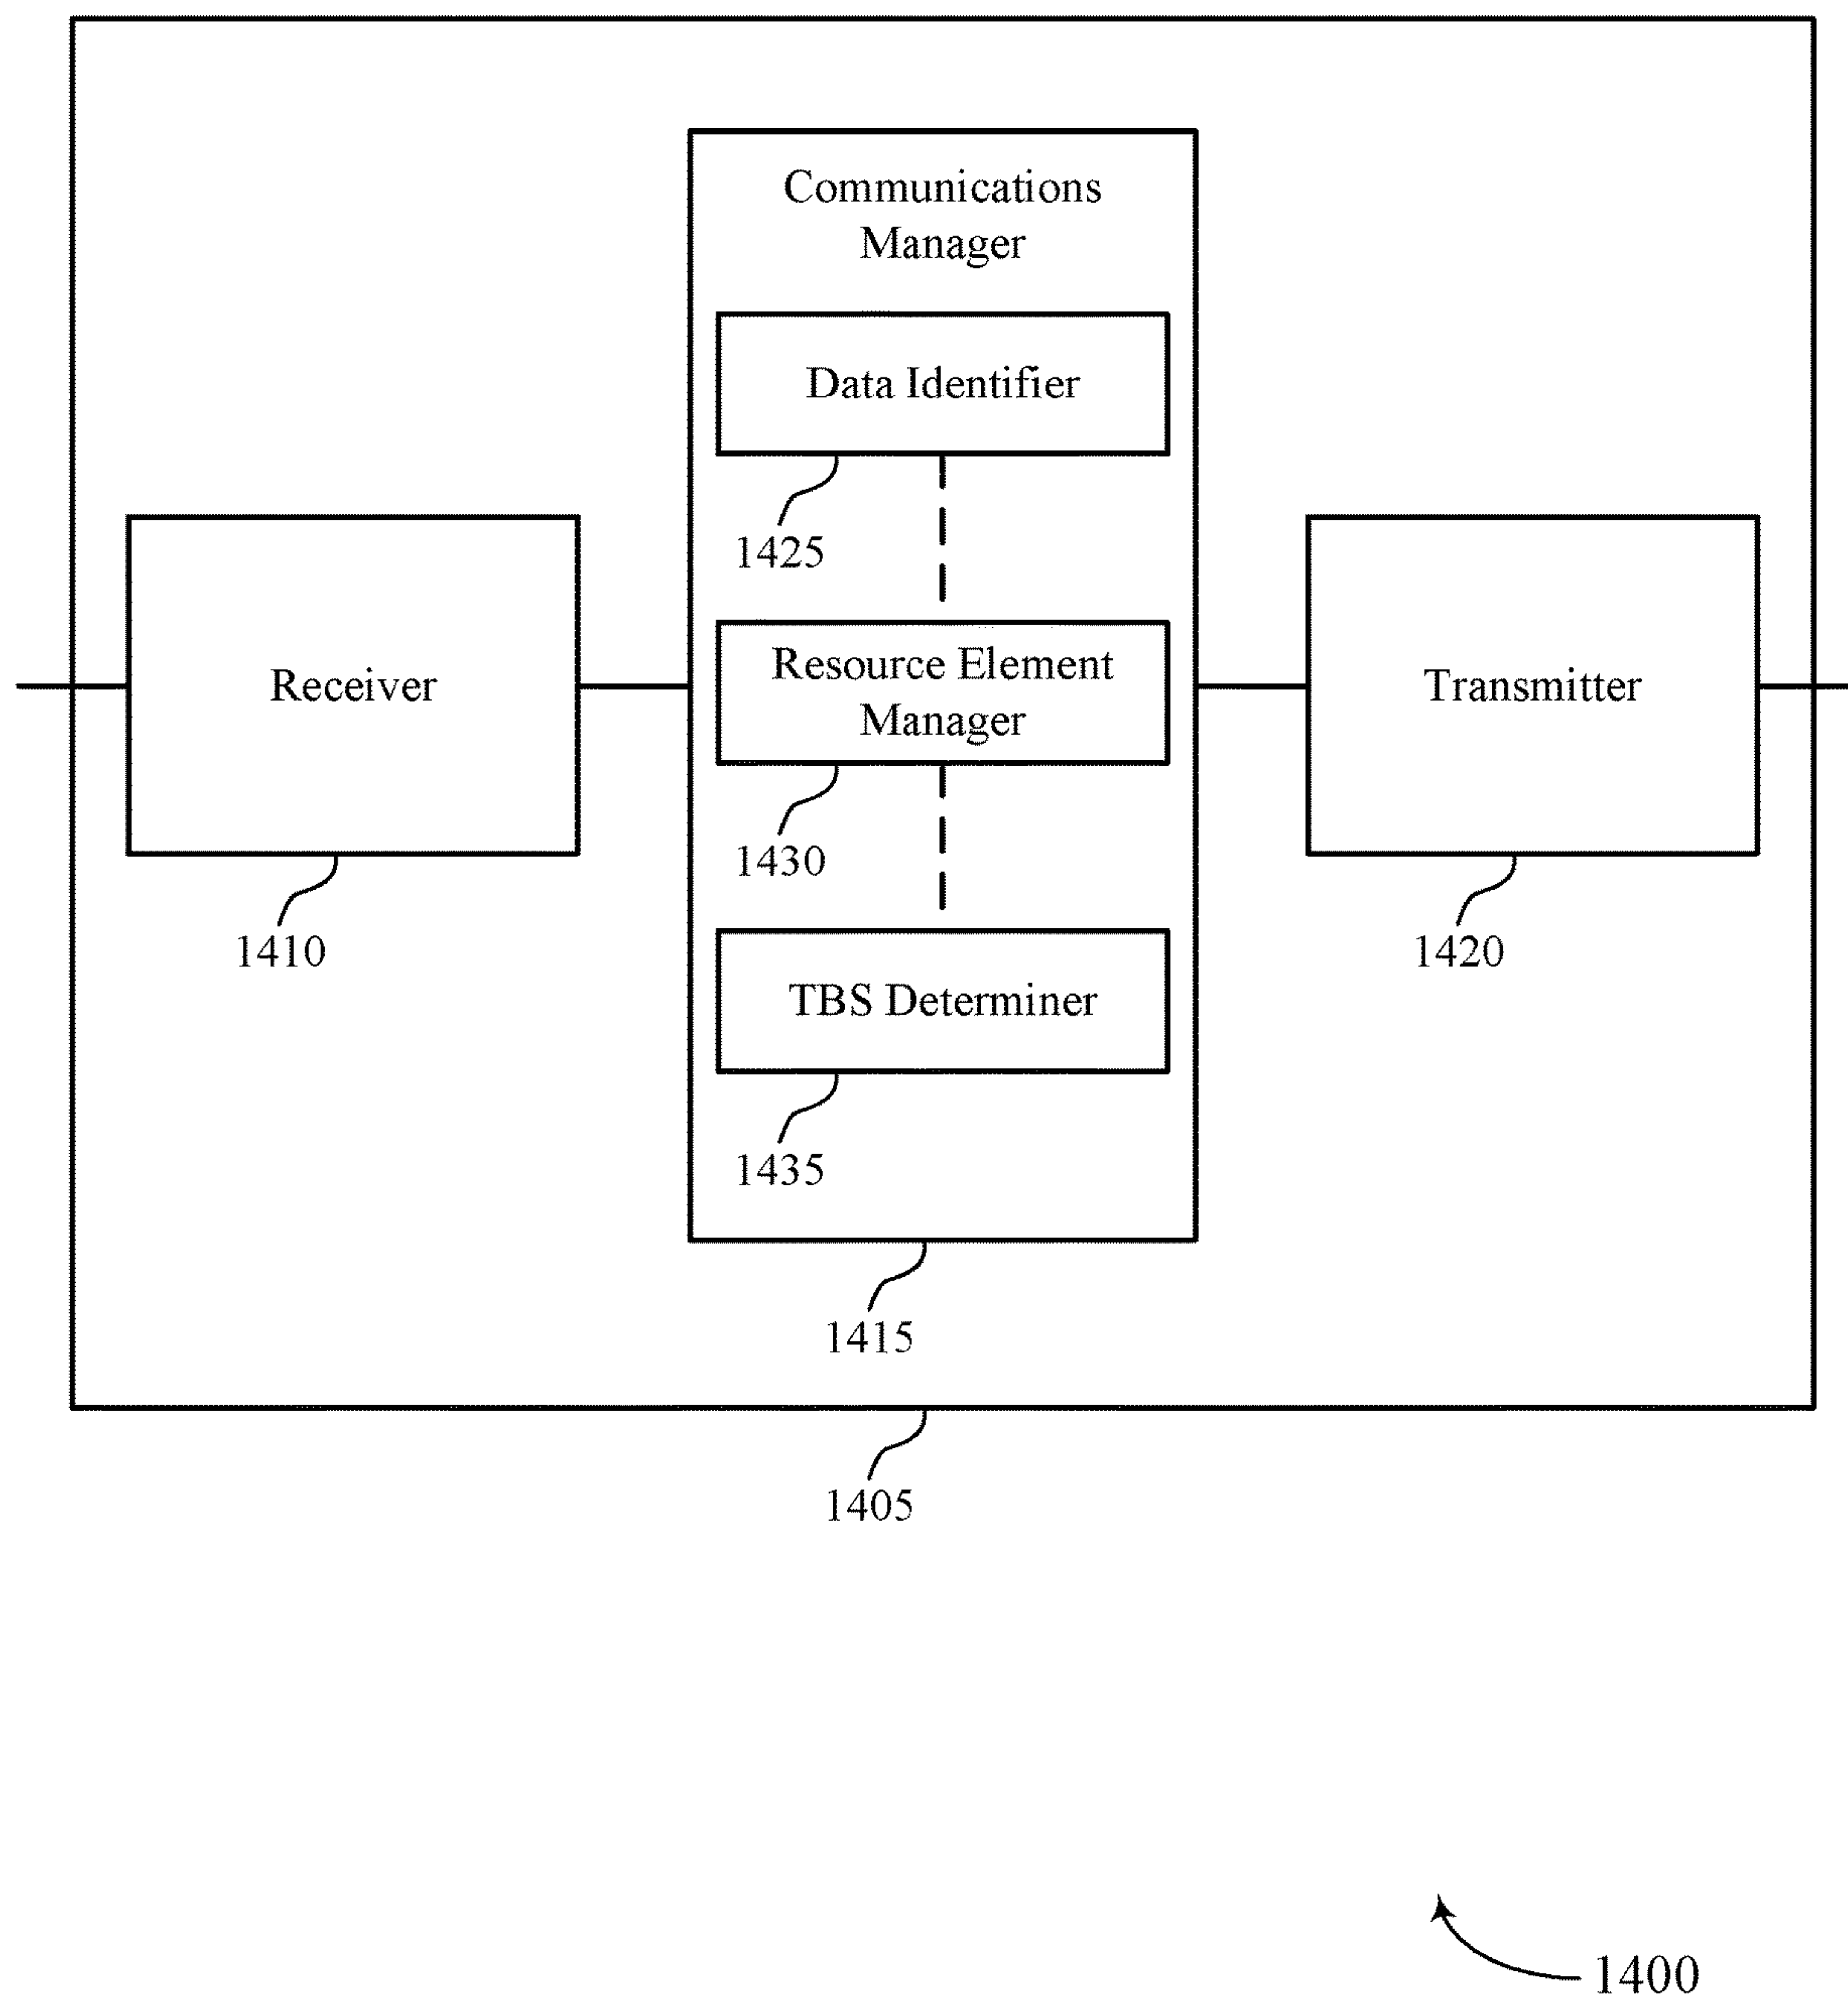 Communications
Manager
Data Identifier
1425
Receiver
1410
Resource Element
Manager
1430
Transmitter
1420
TBS Determiner
1435
1415
1405
1400